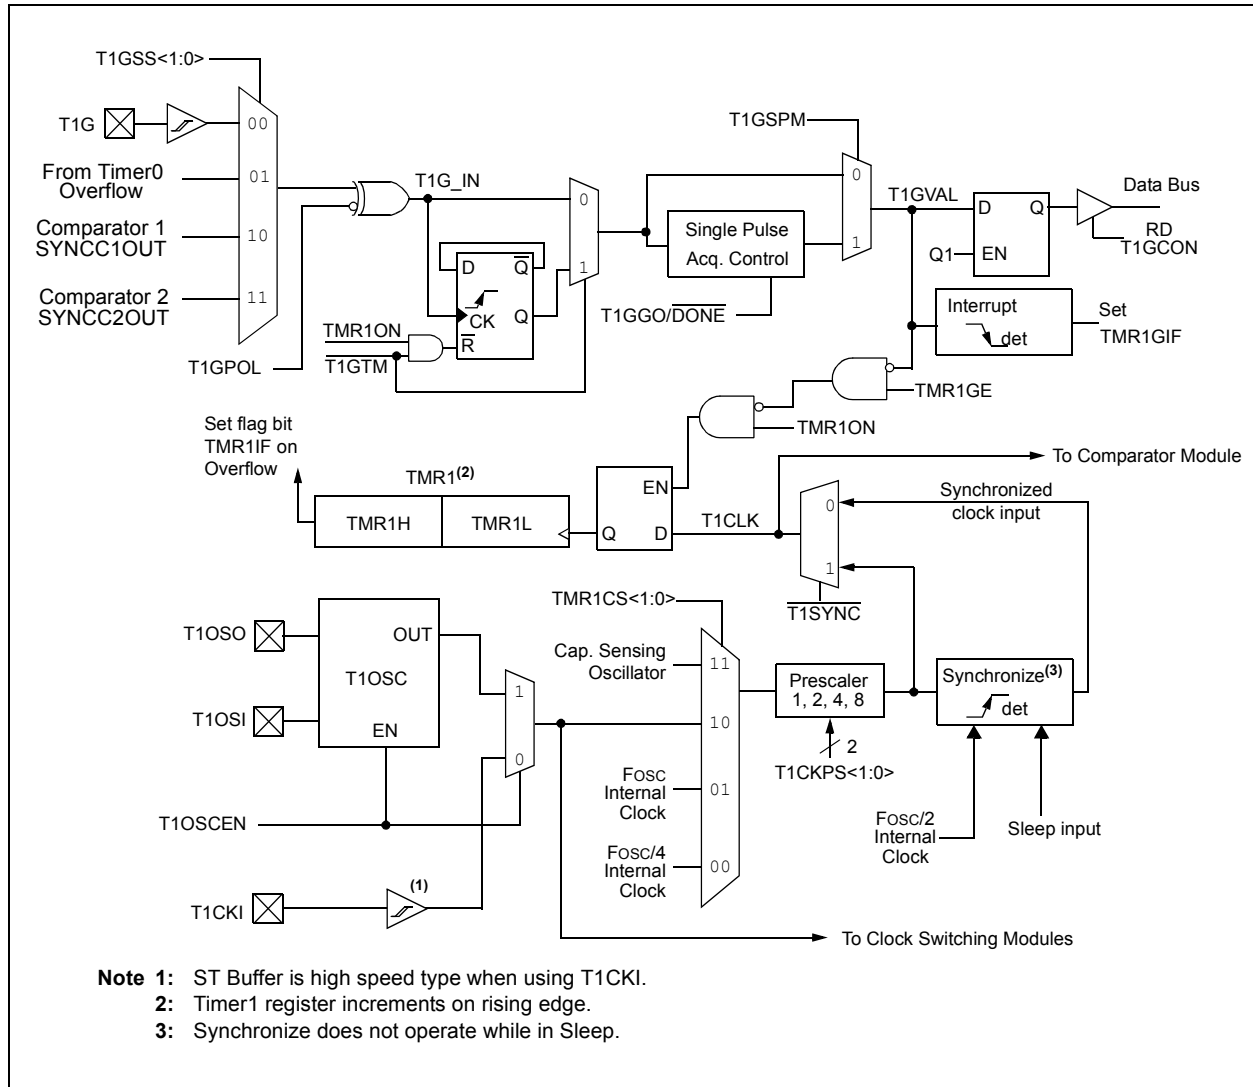 T1GSS<1:0>
T1G
00
From Timer0
Overflow
01
Comparator 1
SYNCC1OUT
10
Comparator 2
SYNCC2OUT
11
T1GPOL
T1G_IN
0
1
D
Q
CK
Q
R
TMR1ON
T1GTM
T1GSPM
0
1
Single Pulse
Acq. Control
T1GGO/DONE
T1GVAL
D
Q
Q1
EN
Data Bus
RD
T1GCON
Interrupt
det
Set
TMR1GIF
TMR1GE
TMR1ON
Set flag bit
TMR1IF on
Overflow
TMR1(2)
TMR1H
TMR1L
EN
Q
D
T1CLK
To Comparator Module
0
1
Synchronized
clock input
T1SYNC
T1OSO
T1OSI
OUT
T1OSC
EN
1
0
T1OSCEN
T1CKI
(1)
TMR1CS<1:0>
Cap. Sensing
Oscillator
11
10
FOSC
Internal
Clock
01
FOSC/4
Internal
Clock
00
Prescaler
1, 2, 4, 8
2
T1CKPS<1:0>
Synchronize(3)
det
FOSC/2
Internal
Clock
Sleep input
To Clock Switching Modules
Note 1: ST Buffer is high speed type when using T1CKI.
2: Timer1 register increments on rising edge.
3: Synchronize does not operate while in Sleep.